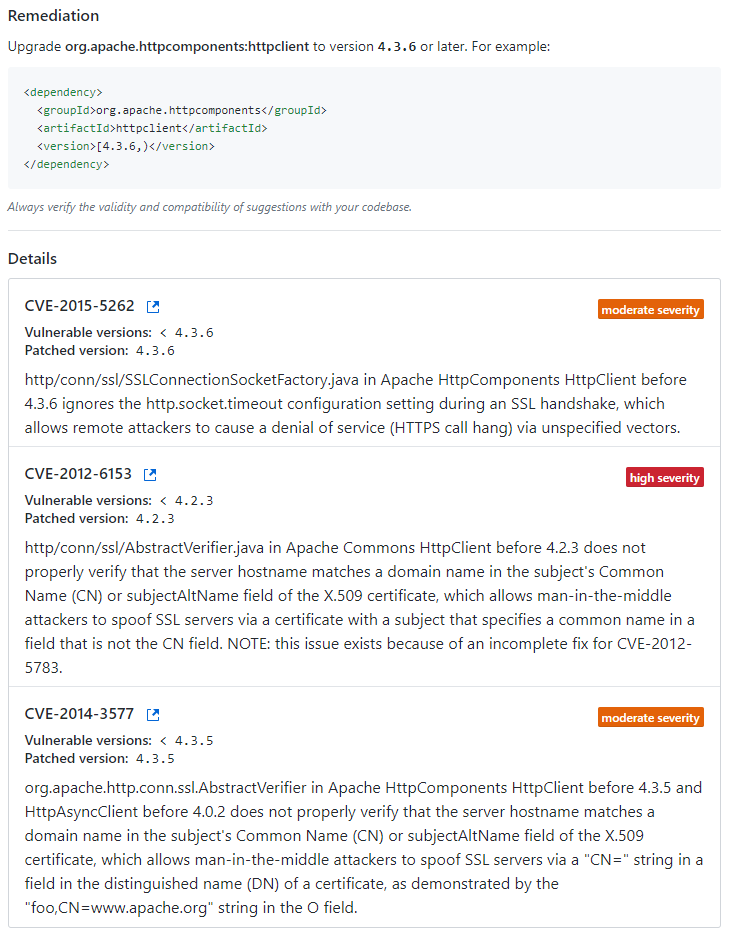 Remediation
Upgrade org.apache.httpcomponents:httpclient to version 4.3.6 or later. For example:
<dependency>
  <groupId>org.apache.httpcomponents</groupId>
  <artifactId>httpclient</artifactId>
  <version>[4.3.6,)</version>
</dependency>
Always verify the validity and compatibility of suggestions with your codebase.
Details
CVE-2015-5262
moderate severity
Vulnerable versions: < 4.3.6
Patched version: 4.3.6
http/conn/ssl/SSLConnectionSocketFactory.java in Apache HttpComponents HttpClient before
4.3.6 ignores the http.socket.timeout configuration setting during an SSL handshake, which
allows remote attackers to cause a denial of service (HTTPS call hang) via unspecified vectors.
CVE-2012-6153
high severity
Vulnerable versions: < 4.2.3
Patched version: 4.2.3
http/conn/ssl/AbstractVerifier.java in Apache Commons HttpClient before 4.2.3 does not
properly verify that the server hostname matches a domain name in the subject's Common
Name (CN) or subjectAltName field of the X.509 certificate, which allows man-in-the-middle
attackers to spoof SSL servers via a certificate with a subject that specifies a common name in a
field that is not the CN field. NOTE: this issue exists because of an incomplete fix for CVE-2012-
5783.
CVE-2014-3577
moderate severity
Vulnerable versions: < 4.3.5
Patched version: 4.3.5
org.apache.http.conn.ssl.AbstractVerifier in Apache HttpComponents HttpClient before 4.3.5 and
HttpAsyncClient before 4.0.2 does not properly verify that the server hostname matches a
domain name in the subject's Common Name (CN) or subjectAltName field of the X.509
certificate, which allows man-in-the-middle attackers to spoof SSL servers via a "CN=" string in a
field in the distinguished name (DN) of a certificate, as demonstrated by the
"foo,CN=www.apache.org" string in the O field.